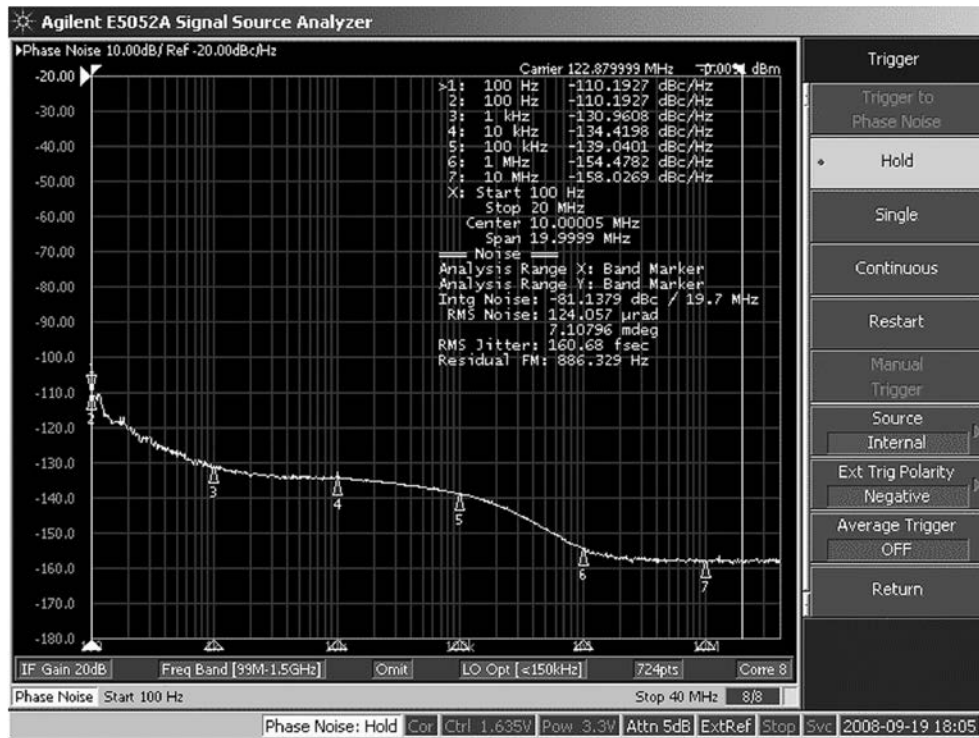 Agilent E5052A Signal Source Analyzer
Phase Noise 10.00dB/ Ref -20.00dBc/Hz
Carrier 122.879999 MHz dBm
>1: 100 Hz -110.1927 dBc/Hz
2: 100 Hz -110.1927 dBc/Hz
3: 1 kHz -130.9608 dBc/Hz
4: 10 kHz -134.4198 dBc/Hz
5: 100 kHz -139.0401 dBc/Hz
6: 1 MHz -154.4782 dBc/Hz
7: 10 MHz -158.0269 dBc/Hz
X: Start 100 Hz
Stop 20 MHz
Center 10.00005 MHz
Span 19.9999 MHz
=== Noise ===
Analysis Range X: Band Marker
Analysis Range Y: Band Marker
Intg Noise: -81.1379 dBc / 19.7 MHz
RMS Noise: 124.057 µrad
7.10796 mdeg
RMS Jitter: 160.68 fsec
Residual FM: 886.329 Hz
-20.00
-30.00
-40.00
-50.00
-60.00
-70.00
-80.00
-90.00
-100.0
-110.0
-120.0
-130.0
-140.0
-150.0
-160.0
-170.0
-180.0
2
3
4
5
6
7
IF Gain 20dB
Freq Band [99M-1.5GHz]
Omit
LO Opt [<150kHz]
724pts
Corre 8
Phase Noise Start 100 Hz
Stop 40 MHz
8/8
Phase Noise: Hold
Cor
Ctrl 1.635V
Pow 3.3V
Attn 5dB
ExtRef
Stop
Svc
2008-09-19 18:05
Trigger
Trigger to
Phase Noise
Hold
Single
Continuous
Restart
Manual
Trigger
Source
Internal
Ext Trig Polarity
Negative
Average Trigger
OFF
Return